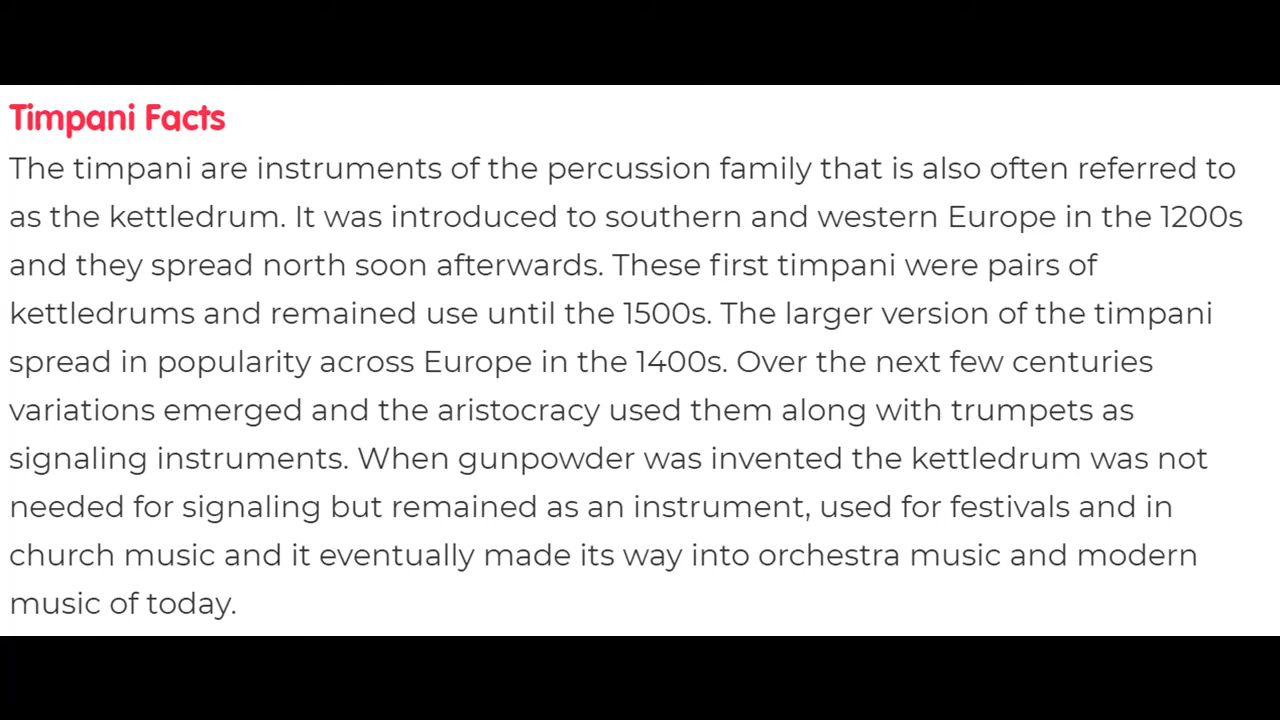 Timpani Facts
The timpani are instruments of the percussion family that is also often referred to
as the kettledrum. It was introduced to southern and western Europe in the 1200s
and they spread north soon afterwards. These first timpani were pairs of
kettledrums and remained use until the 1500s. The larger version of the timpani
spread in popularity across Europe in the 1400s. Over the next few centuries
variations emerged and the aristocracy used them along with trumpets as
signaling instruments. When gunpowder was invented the kettledrum was not
needed for signaling but remained as an instrument, used for festivals and in
church music and it eventually made its way into orchestra music and modern
music of today.